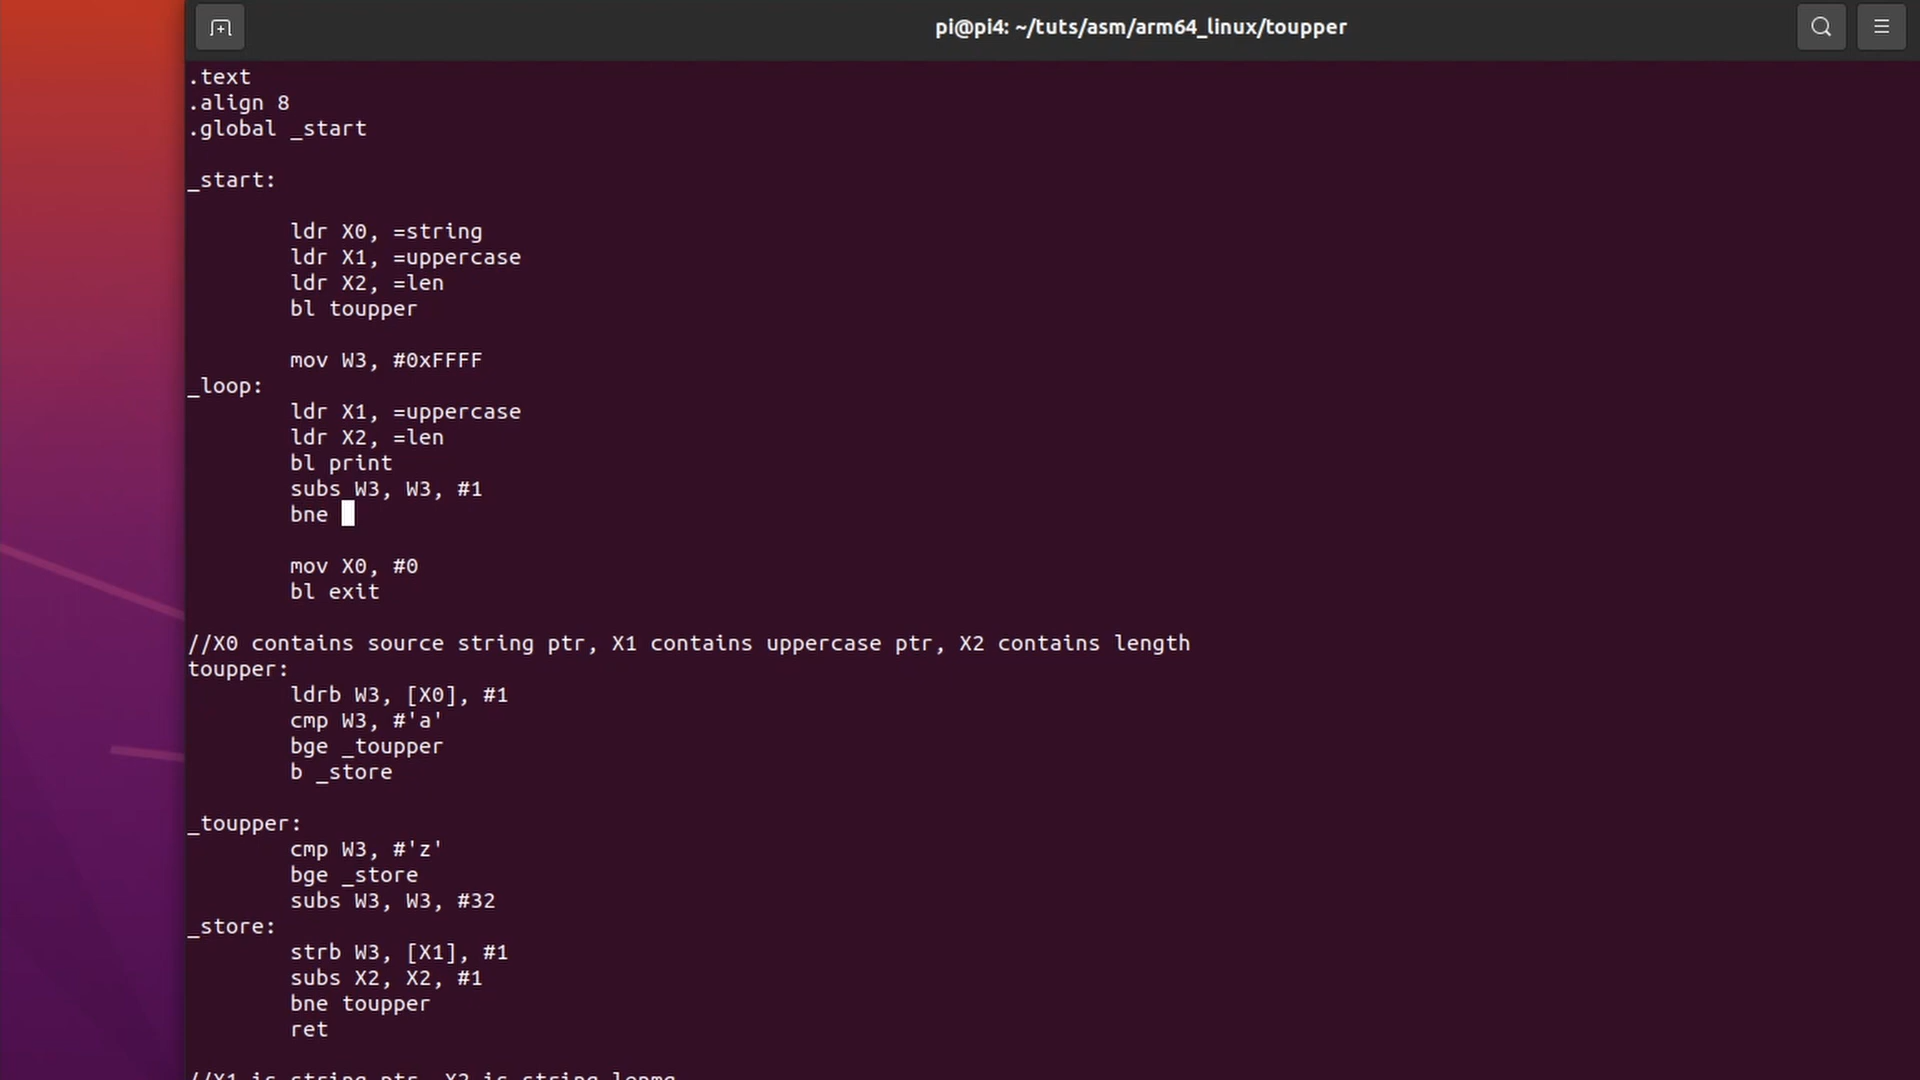 pi@pi4: ~/tuts/asm/arm64_linux/toupper
.text
.align 8
.global _start
_start:
ldr X0, =string
ldr X1, =uppercase
ldr X2, =len
bl toupper
mov W3, #0xFFFF
_loop:
ldr X1, =uppercase
ldr X2, =len
bl print
subs W3, W3, #1
bne
mov X0, #0
bl exit
//X0 contains source string ptr, X1 contains uppercase ptr, X2 contains length
toupper:
ldrb W3, [X0], #1
cmp W3, #'a'
bge _toupper
b _store
_toupper:
cmp W3, #'z'
bge _store
subs W3, W3, #32
_store:
strb W3, [X1], #1
subs X2, X2, #1
bne toupper
ret
//X1 is string ptr, X2 is string